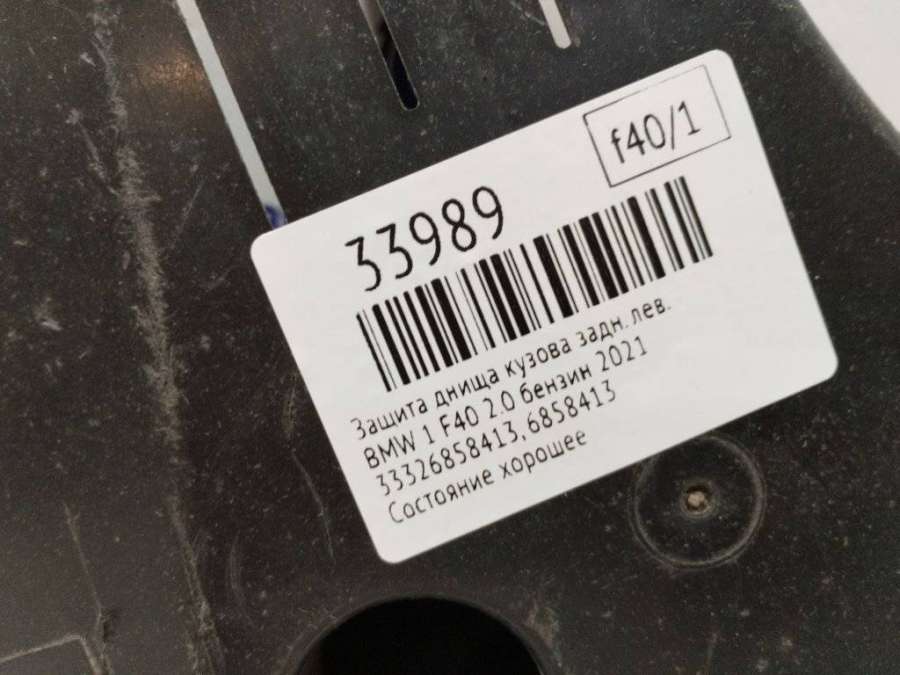 f40/1
33989
Защита днища кузова задн. лев.
BMW 1 F40 2.0 бензин 2021
33326858413, 6858413
Состояние хорошее